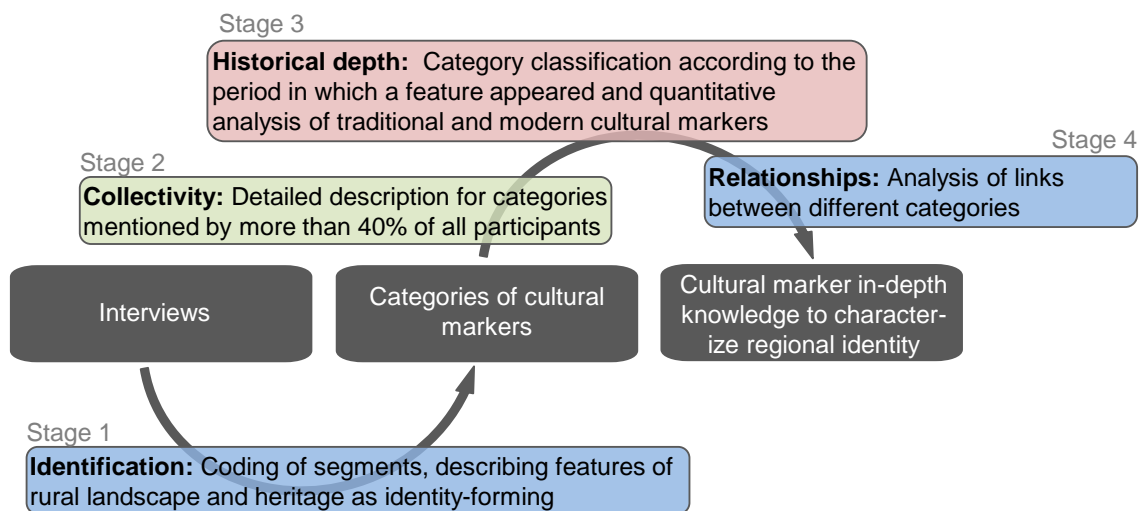 Stage 3
Historical depth: Category classification according to the
period in which a feature appeared and quantitative
analysis of traditional and modern cultural markers
Stage 4
Relationships: Analysis of links
between different categories
Stage 2
Collectivity: Detailed description for categories
mentioned by more than 40% of all participants
Interviews
Categories of cultural
markers
Cultural marker in-depth
knowledge to character-
ize regional identity
Stage 1
Identification: Coding of segments, describing features of
rural landscape and heritage as identity-forming